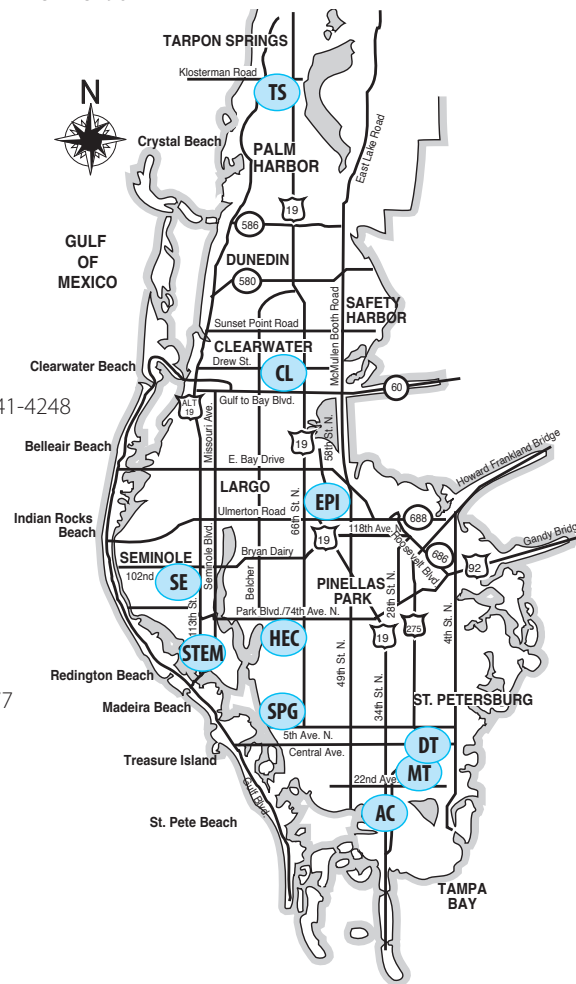 TARPON SPRINGS
Klosterman Road
TS
N
Crystal Beach
PALM
HARBOR
East Lake Road
19
586
GULF
OF
MEXICO
DUNEDIN
580
McMullen Booth Road
SAFETY
HARBOR
Sunset Point Road
CLEARWATER
Drew St.
CL
Clearwater Beach
60
Gulf to Bay Blvd.
ALT
19
41-4248
Missouri Ave.
19
58th St. N.
Belleair Beach
E. Bay Drive
Howard Frankland Bridge
LARGO
EPI
66th St. N.
Ulmerton Road
688
Indian Rocks
Beach
118th Ave. N.
19
Roosevelt Blvd.
686
Gandy Bridg
92
SEMINOLE
Bryan Dairy
102nd
SE
Seminole Blvd.
Belcher
PINELLAS
PARK
28th St. N.
113th St.
Park Blvd./74th Ave. N.
275
4th St. N.
19
HEC
STEM
49th St. N.
34th St. N.
Redington Beach
77
Madeira Beach
SPG
ST. PETERSBURG
5th Ave. N.
Central Ave.
DT
Treasure Island
22nd Ave.
MT
Gulf Blvd
AC
St. Pete Beach
TAMPA
BAY